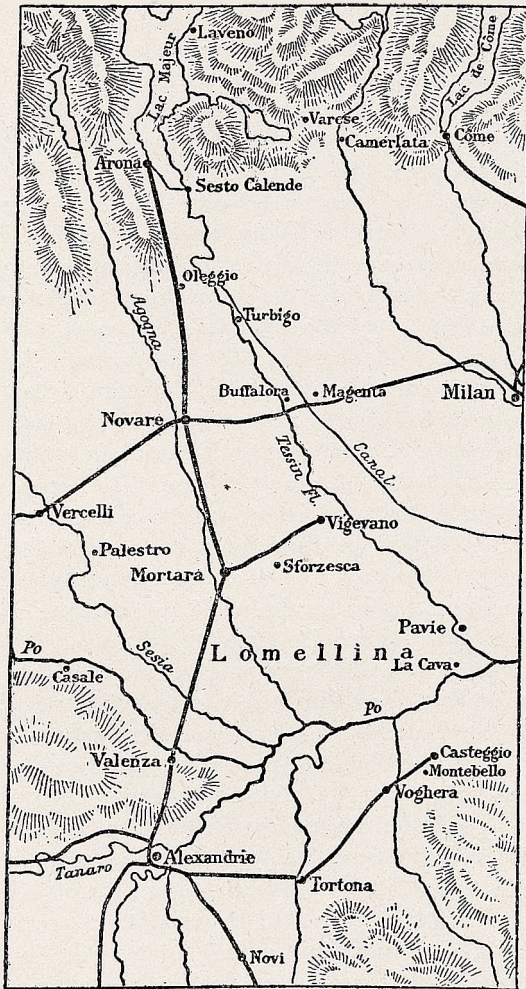 Laveno
Lac Majeur
Lac de Côme
Varese
Camerlata
Côme
Arona
Sesto Calende
Oleggio
Agogna
Turbigo
Buffalora
Magenta
Milan
Novare
Tessin Fl.
Canal
Vercelli
Vigevano
Palestro
Mortara
Sforzesca
Pavie
Sesia
Lomellina
La Cava
Po
Casale
Po
Valenza
Casteggio
Montebello
Voghera
Alexandrie
Tanaro
Tortona
Novi